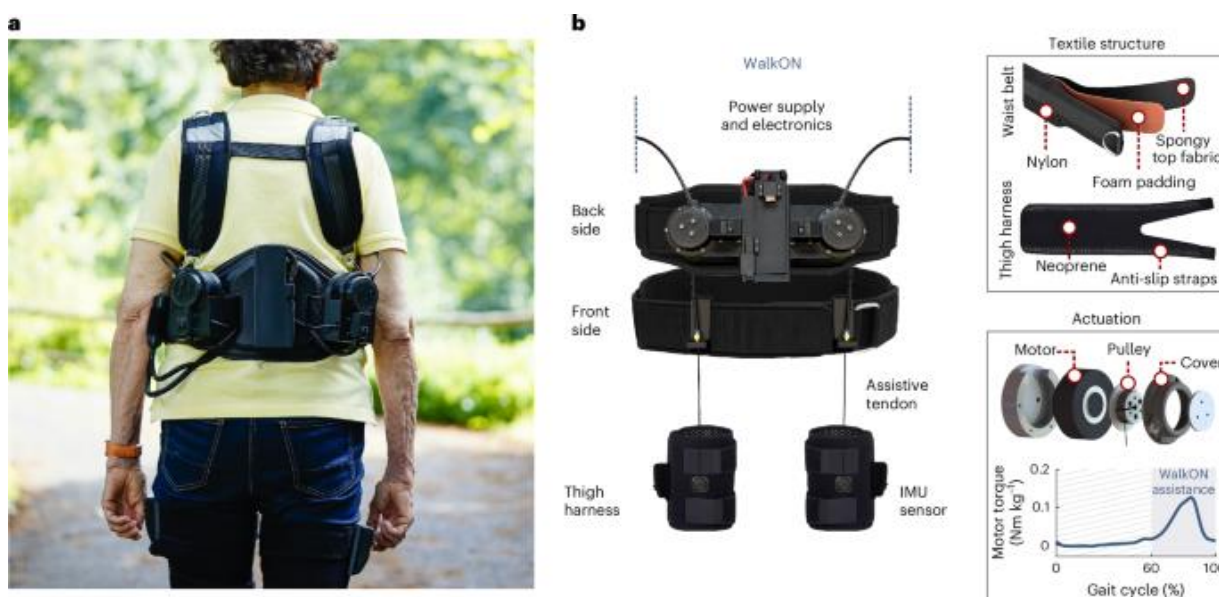 a
b
WalkON
Power supply
and electronics
Back
side
Front
side
Assistive
tendon
Thigh
harness
IMU
sensor
Textile structure
Waist belt
Nylon
Spongy
top fabric
Foam padding
Thigh harness
Neoprene
Anti-slip straps
Actuation
Motor
Pulley
Cover
Motor torque
(Nm kg⁻¹)
0.2
0.1
0
WalkON
assistance
0
60
100
Gait cycle (%)